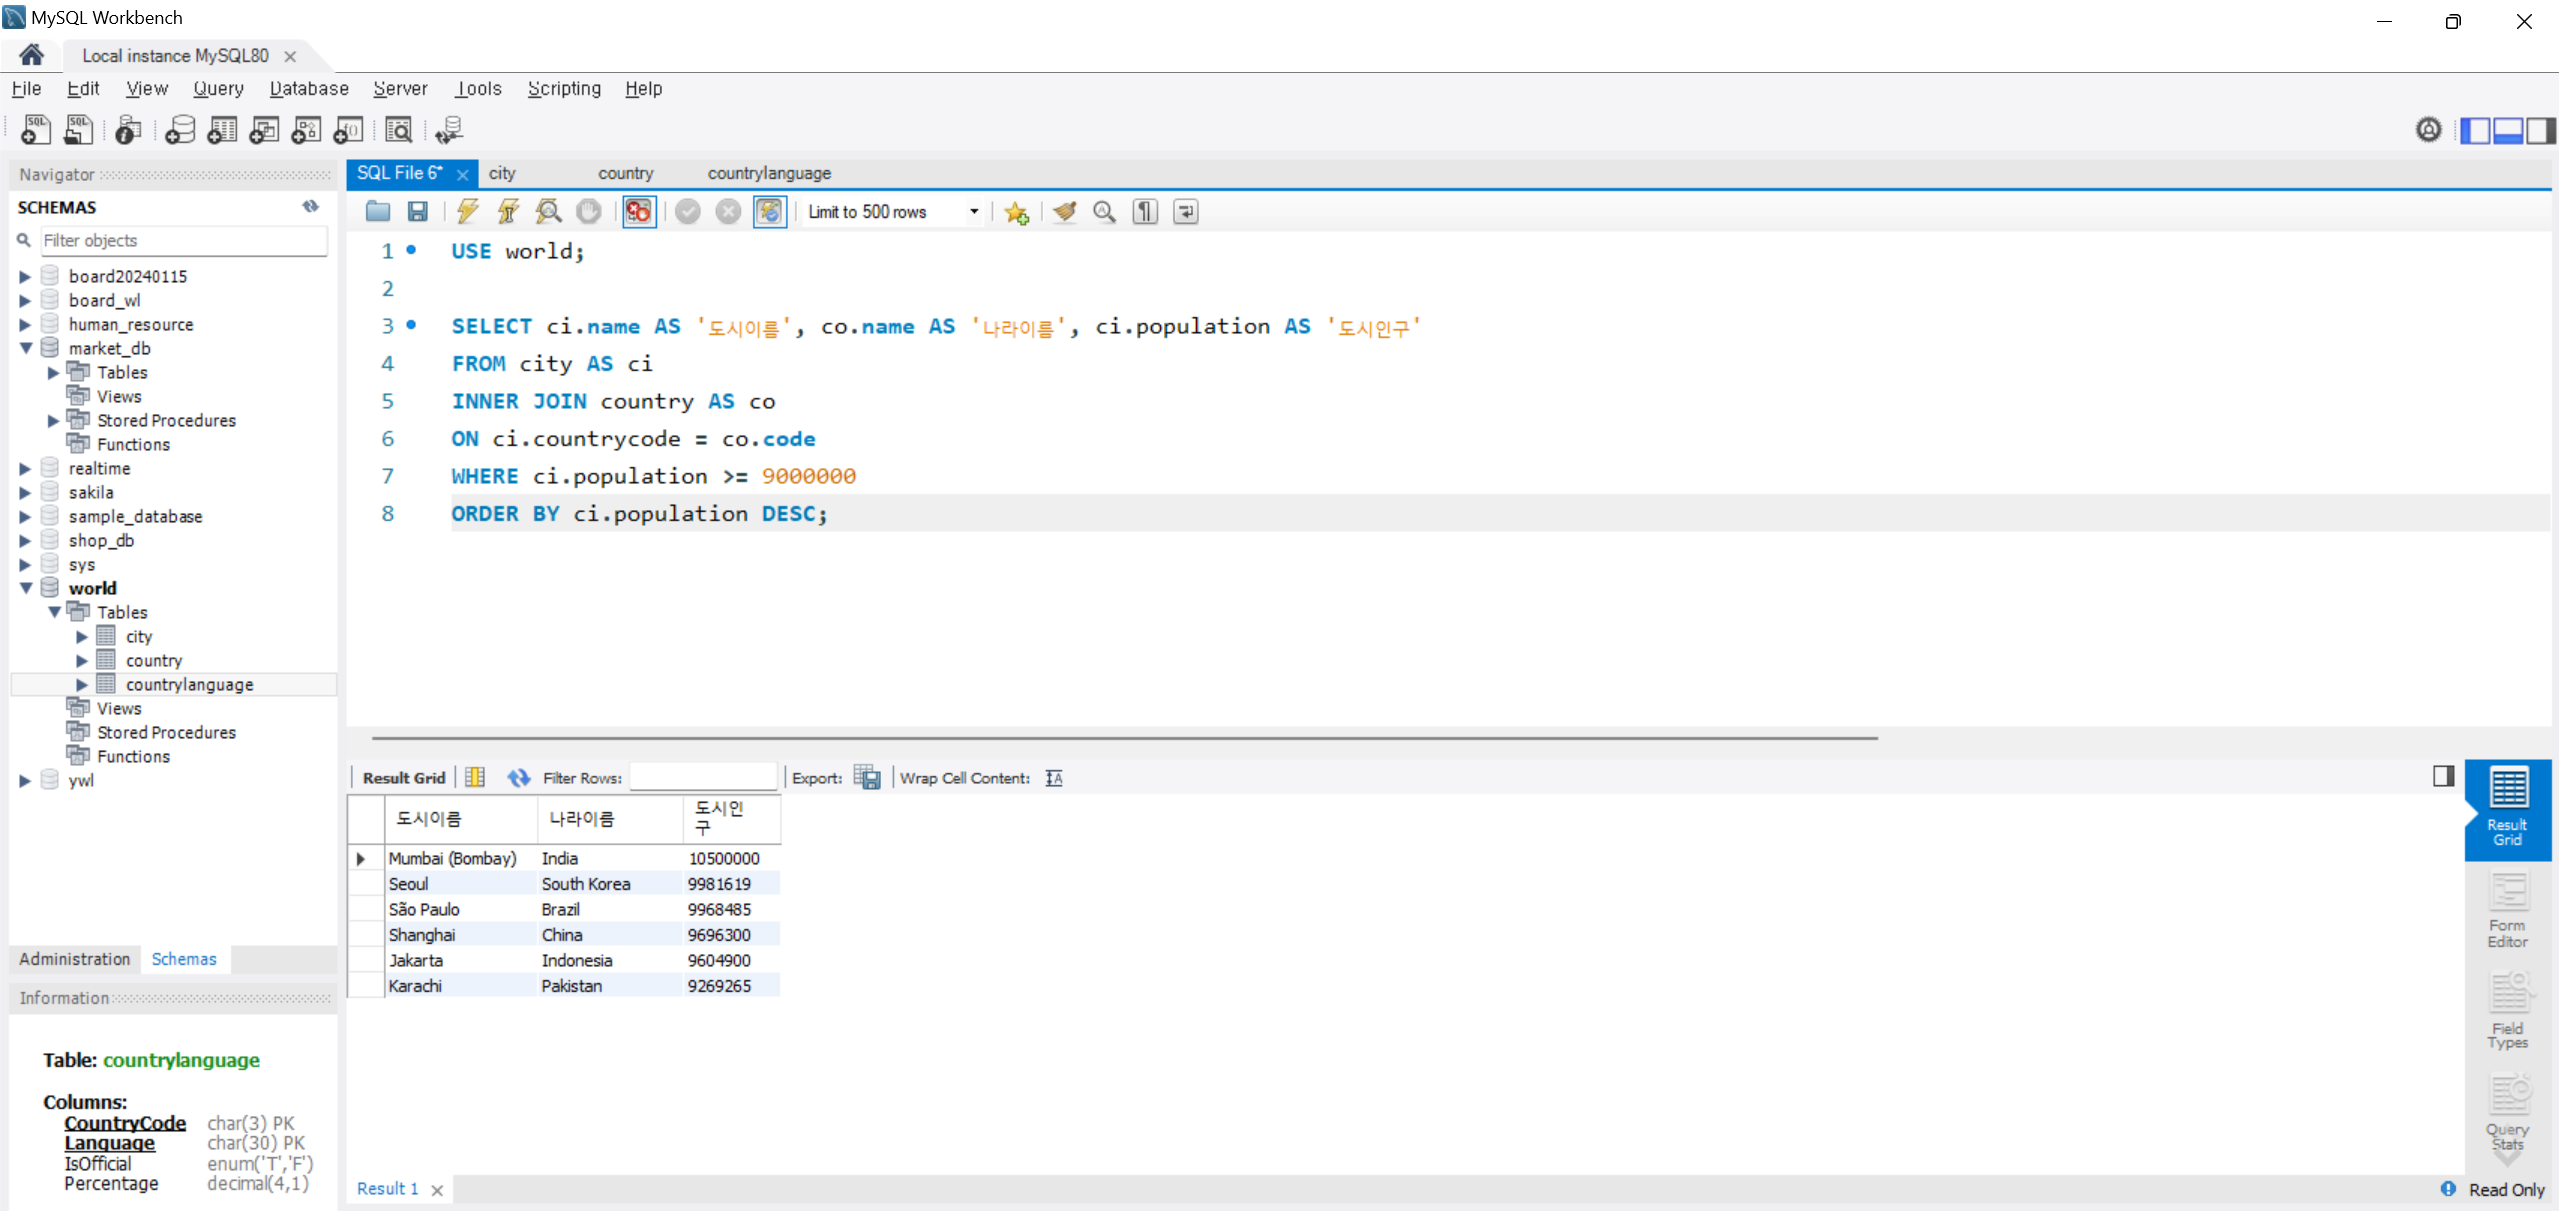 MySQL Workbench
Local instance MySQL80
File Edit View Query Database Server Tools Scripting Help
Navigator
SCHEMAS
Filter objects
board20240115
board_wl
human_resource
market_db
Tables
Views
Stored Procedures
Functions
realtime
sakila
sample_database
shop_db
sys
world
Tables
city
country
countrylanguage
Views
Stored Procedures
Functions
ywl
Administration Schemas
Information
Table: countrylanguage
Columns:
CountryCode char(3) PK
Language char(30) PK
IsOfficial enum('T','F')
Percentage decimal(4,1)
SQL File 6* city country countrylanguage
Limit to 500 rows
1 USE world;
2
3 SELECT ci.name AS '도시이름', co.name AS '나라이름', ci.population AS '도시인구'
4 FROM city AS ci
5 INNER JOIN country AS co
6 ON ci.countrycode = co.code
7 WHERE ci.population >= 9000000
8 ORDER BY ci.population DESC;
Result Grid Filter Rows: Export: Wrap Cell Content:
도시이름 나라이름 도시인
구
Mumbai (Bombay) India 10500000
Seoul South Korea 9981619
São Paulo Brazil 9968485
Shanghai China 9696300
Jakarta Indonesia 9604900
Karachi Pakistan 9269265
Result
Grid
Form
Editor
Field
Types
Query
Stats
Result 1
Read Only